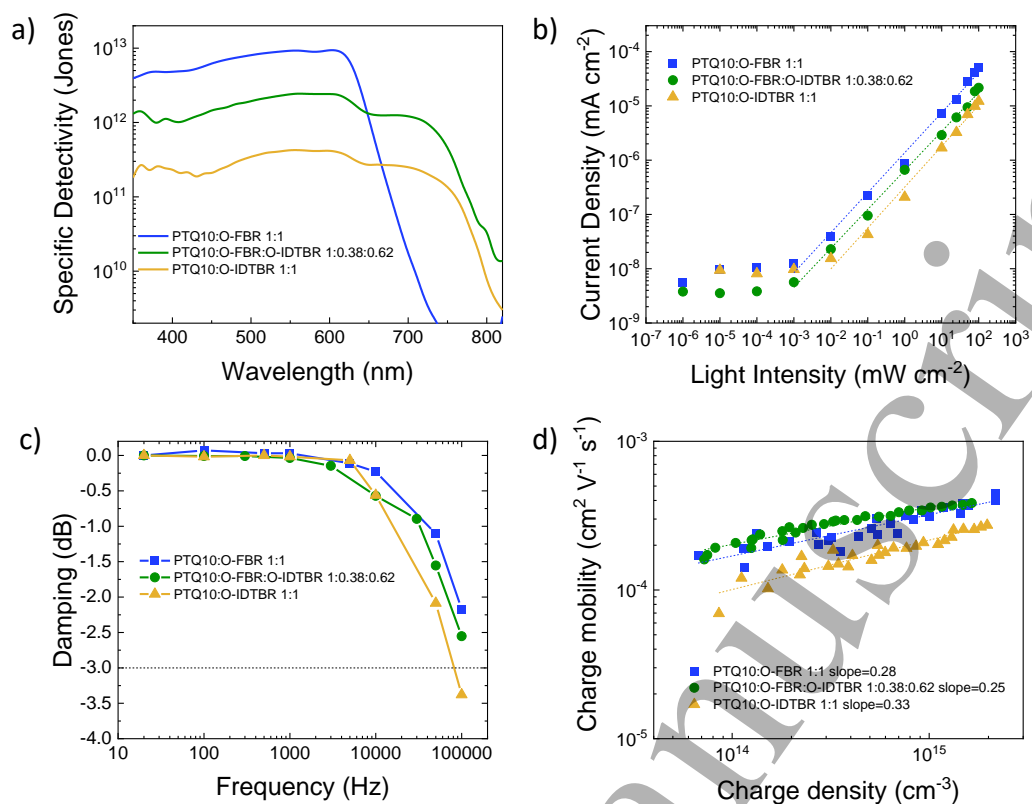 a)
Specific Detectivity (Jones)
10^13
10^12
10^11
10^10
PTQ10:O-FBR 1:1
PTQ10:O-FBR:O-IDTBR 1:0.38:0.62
PTQ10:O-IDTBR 1:1
400 500 600 700 800
Wavelength (nm)
b)
Current Density (mA cm^-2)
10^-4
10^-5
10^-6
10^-7
10^-8
10^-9
PTQ10:O-FBR 1:1
PTQ10:O-FBR:O-IDTBR 1:0.38:0.62
PTQ10:O-IDTBR 1:1
10^-7 10^-6 10^-5 10^-4 10^-3 10^-2 10^-1 10^0 10^1 10^2 10^3
Light Intensity (mW cm^-2)
c)
Damping (dB)
0.0
-0.5
-1.0
-1.5
-2.0
-2.5
-3.0
-3.5
-4.0
PTQ10:O-FBR 1:1
PTQ10:O-FBR:O-IDTBR 1:0.38:0.62
PTQ10:O-IDTBR 1:1
10 100 1000 10000 100000
Frequency (Hz)
d)
Charge mobility (cm^2 V^-1 s^-1)
10^-3
10^-4
10^-5
PTQ10:O-FBR 1:1 slope=0.28
PTQ10:O-FBR:O-IDTBR 1:0.38:0.62 slope=0.25
PTQ10:O-IDTBR 1:1 slope=0.33
10^14 10^15
Charge density (cm^-3)
anuscri